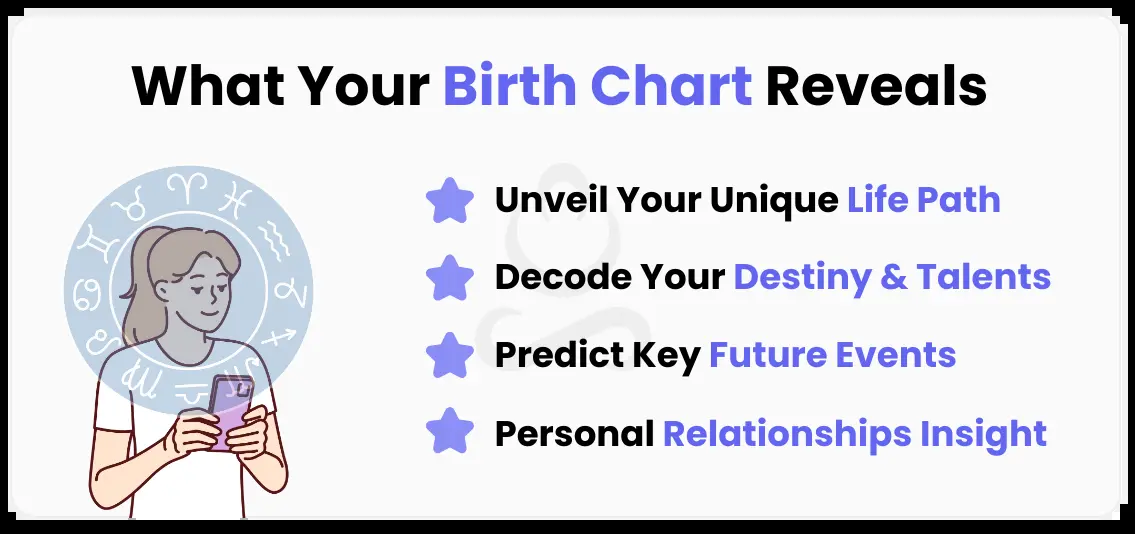 What Your Birth Chart Reveals
Unveil Your Unique Life Path
Decode Your Destiny & Talents
Predict Key Future Events
Personal Relationships Insight